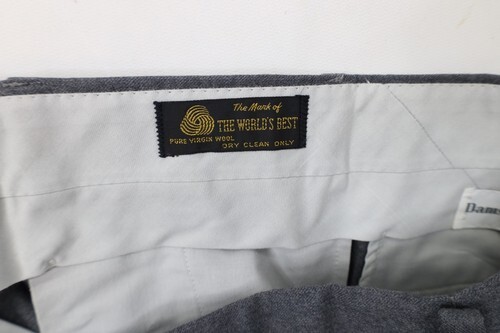 The Mark of
THE WORLD'S BEST
PURE VIRGIN WOOL
DRY CLEAN ONLY